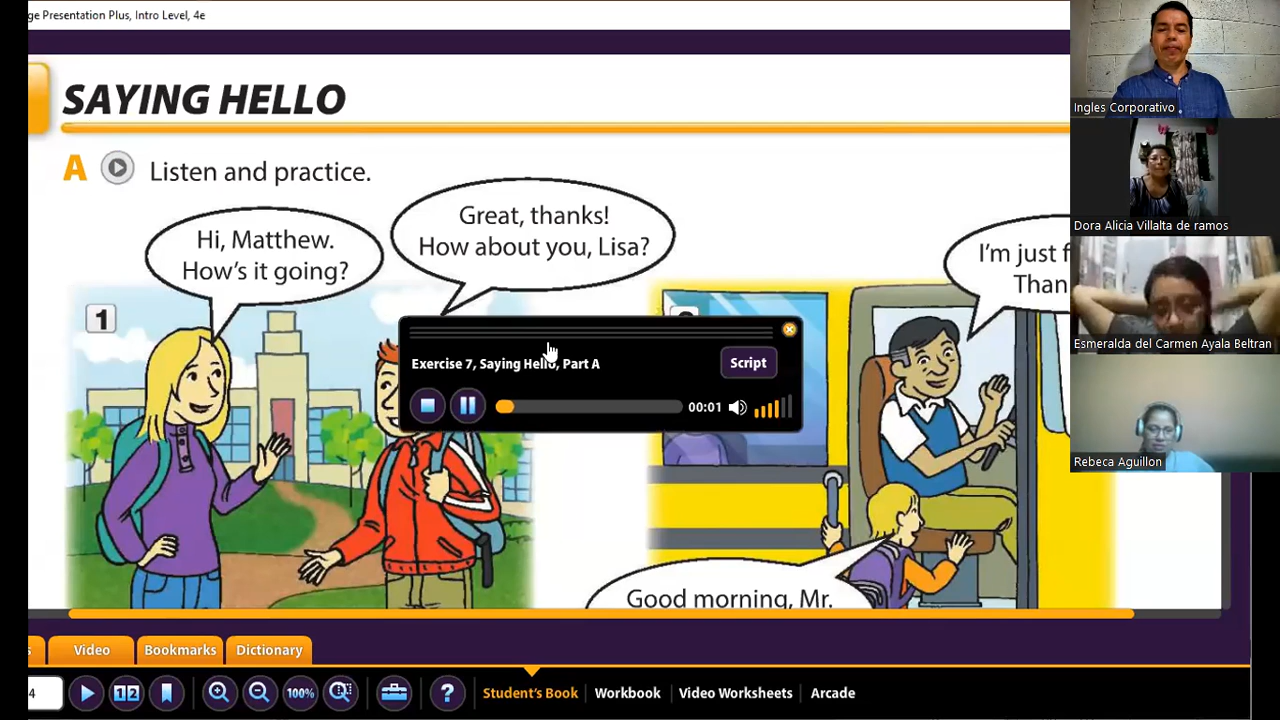 ge Presentation Plus, Intro Level, 4e
SAYING HELLO
A Listen and practice.
Hi, Matthew.
How's it going?
Great, thanks!
How about you, Lisa?
I'm just f
Than
1
Exercise 7, Saying Hello, Part A
Script
00:01
Good morning, Mr.
Ingles Corporativo
Dora Alicia Villalta de ramos
Esmeralda del Carmen Ayala Beltran
Rebeca Aguillon
s Video Bookmarks Dictionary
4 12 100% ? Student's Book Workbook Video Worksheets Arcade